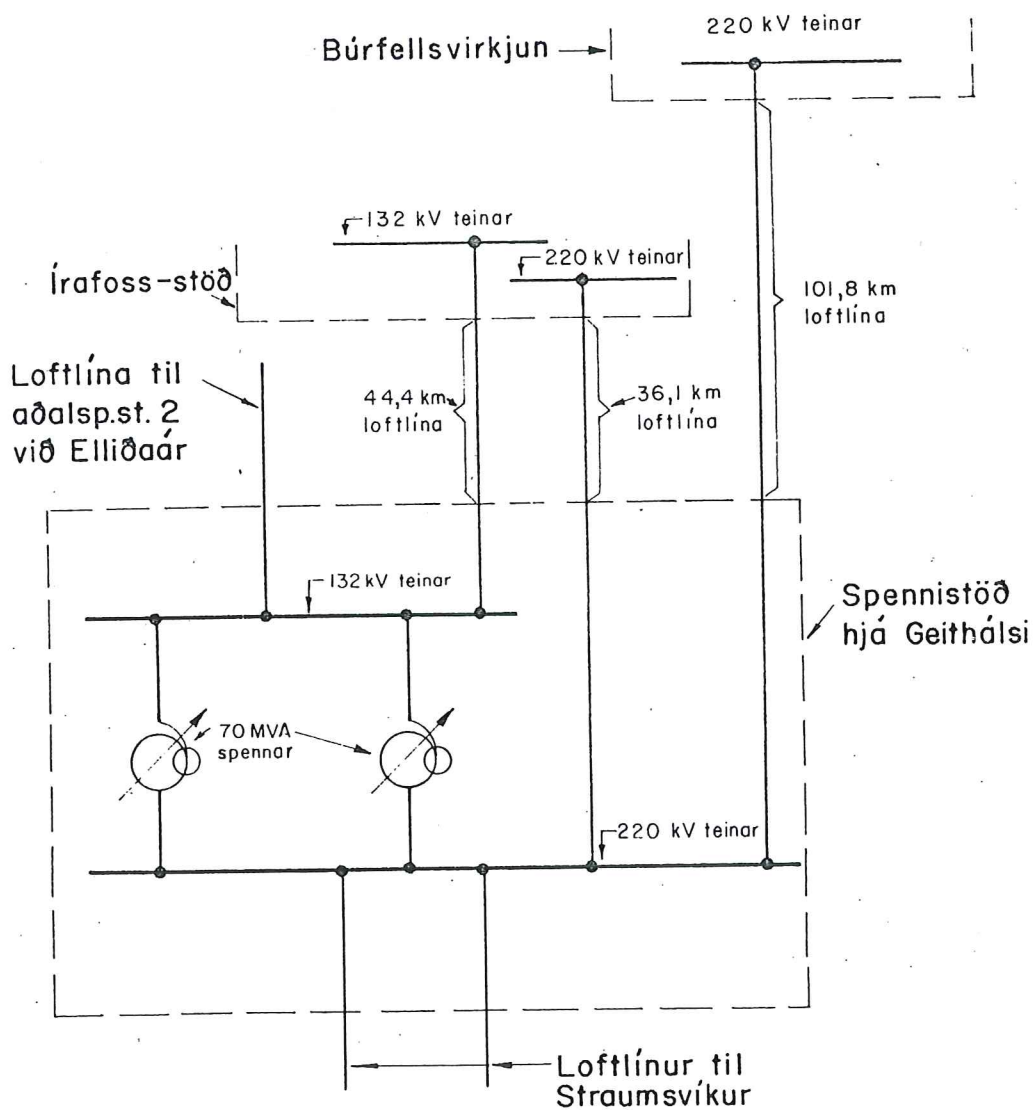 220 kV teinar
Búrfellsvirkjun
132 kV teinar
220 kV teinar
Írafoss-stöð
101,8 km
loftlína
Loftlína til
aðalsp.st. 2
við Elliðaár
44,4 km
loftlína
36,1 km
loftlína
132 kV teinar
Spennistöð
hjá Geithálsi
70 MVA
spennar
220 kV teinar
Loftlínur til
Straumsvíkur